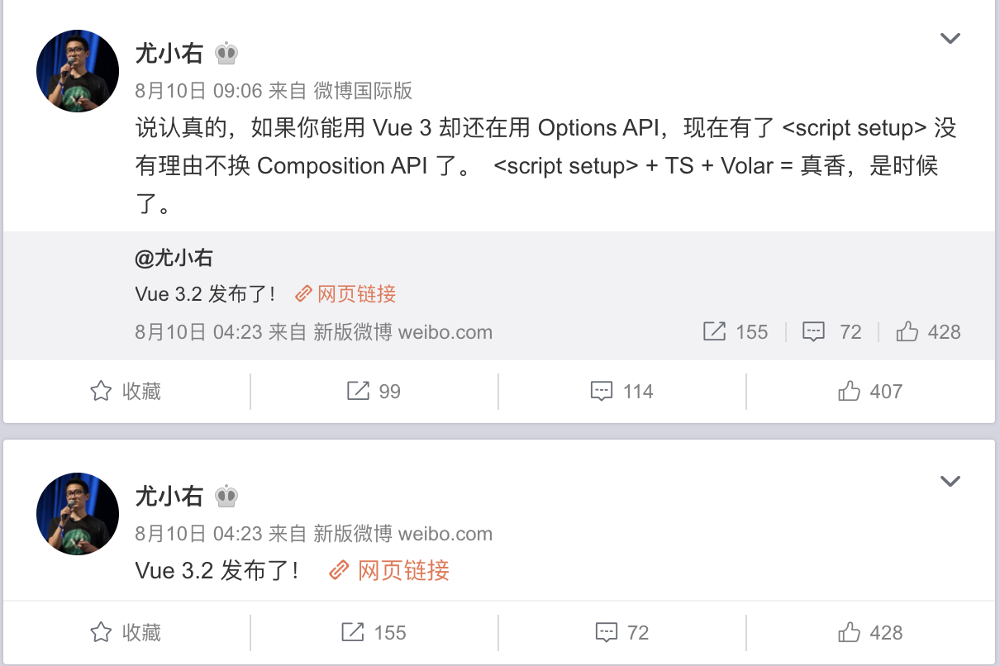 尤小右
8月10日 09:06 来自 微博国际版
说认真的，如果你能用 Vue 3 却还在用 Options API，现在有了 <script setup> 没
有理由不换 Composition API 了。 <script setup> + TS + Volar = 真香，是时候
了。
@尤小右
Vue 3.2 发布了！ 网页链接
8月10日 04:23 来自 新版微博 weibo.com 155 72 428
收藏 99 114 407
尤小右
8月10日 04:23 来自 新版微博 weibo.com
Vue 3.2 发布了！ 网页链接
收藏 155 72 428